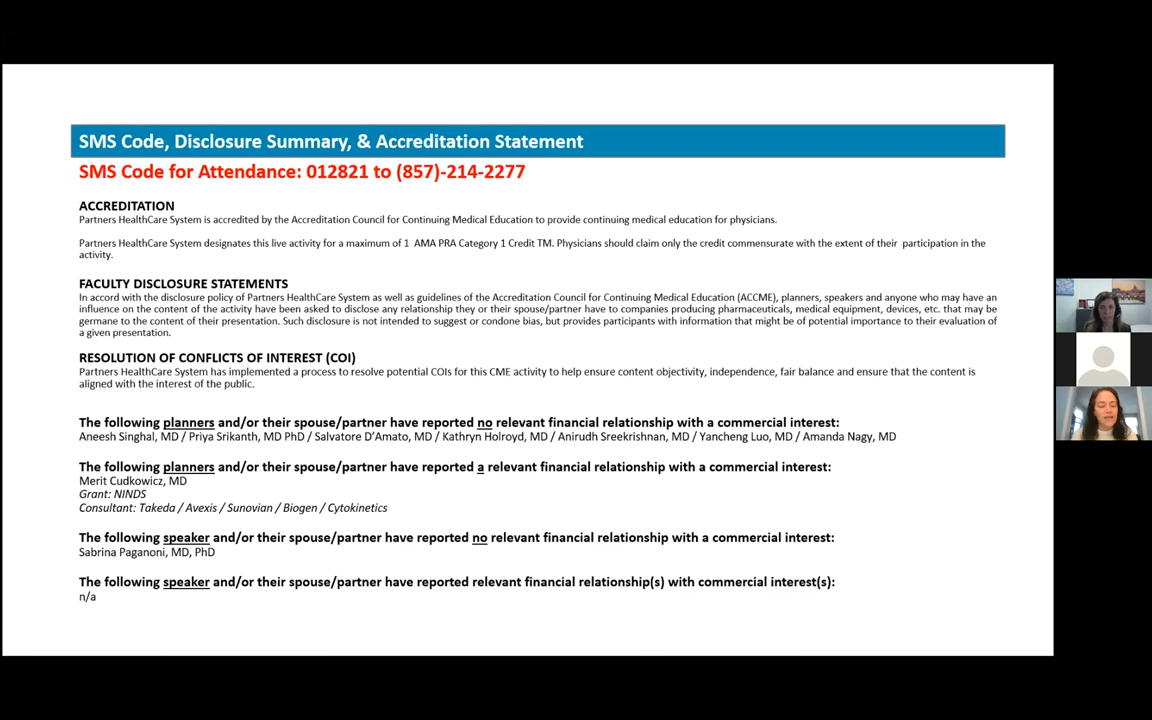 SMS Code, Disclosure Summary, & Accreditation Statement
SMS Code for Attendance: 012821 to (857)-214-2277
ACCREDITATION
Partners HealthCare System is accredited by the Accreditation Council for Continuing Medical Education to provide continuing medical education for physicians.
Partners HealthCare System designates this live activity for a maximum of 1 AMA PRA Category 1 Credit TM. Physicians should claim only the credit commensurate with the extent of their participation in the
activity.
FACULTY DISCLOSURE STATEMENTS
In accord with the disclosure policy of Partners HealthCare System as well as guidelines of the Accreditation Council for Continuing Medical Education (ACCME), planners, speakers and anyone who may have an
influence on the content of the activity have been asked to disclose any relationship they or their spouse/partner have to companies producing pharmaceuticals, medical equipment, devices, etc. that may be
germane to the content of their presentation. Such disclosure is not intended to suggest or condone bias, but provides participants with information that might be of potential importance to their evaluation of
a given presentation.
RESOLUTION OF CONFLICTS OF INTEREST (COI)
Partners HealthCare System has implemented a process to resolve potential COIs for this CME activity to help ensure content objectivity, independence, fair balance and ensure that the content is
aligned with the interest of the public.
The following planners and/or their spouse/partner have reported no relevant financial relationship with a commercial interest:
Aneesh Singhal, MD / Priya Srikanth, MD PhD / Salvatore D'Amato, MD / Kathryn Holroyd, MD / Anirudh Sreekrishnan, MD / Yancheng Luo, MD / Amanda Nagy, MD
The following planners and/or their spouse/partner have reported a relevant financial relationship with a commercial interest:
Merit Cudkowicz, MD
Grant: NINDS
Consultant: Takeda / Avexis / Sunovian / Biogen / Cytokinetics
The following speaker and/or their spouse/partner have reported no relevant financial relationship with a commercial interest:
Sabrina Paganoni, MD, PhD
The following speaker and/or their spouse/partner have reported relevant financial relationship(s) with commercial interest(s):
n/a